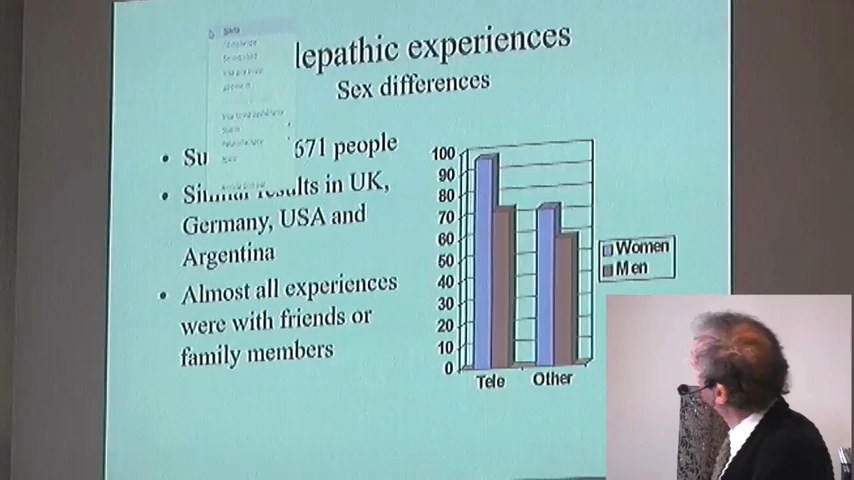 lepathic experiences
Sex differences
• Su 671 people
• Similar results in UK,
Germany, USA and
Argentina
• Almost all experiences
were with friends or
family members
100
90
80
70
60
50
40
30
20
10
0
Tele Other
Women
Men